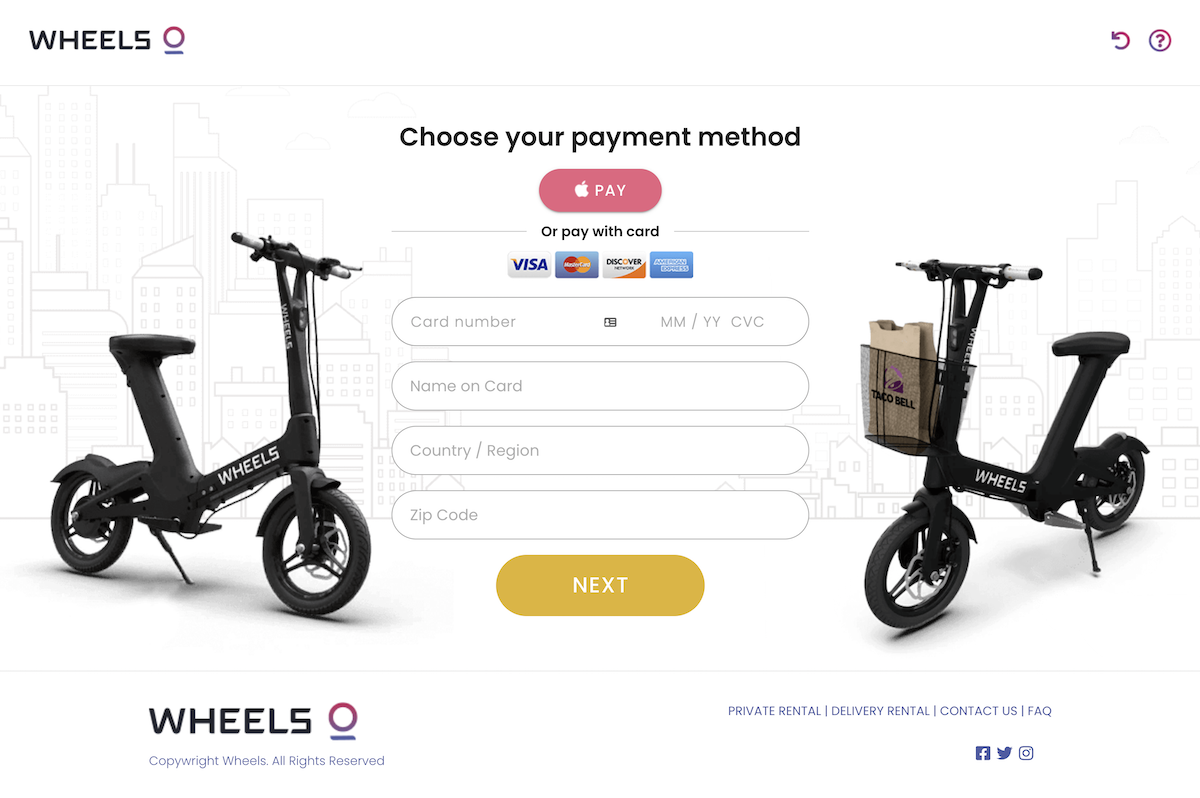 WHEELS
Choose your payment method
PAY
Or pay with card
VISA MasterCard DISCOVER NETWORK AMERICAN EXPRESS
Card number MM / YY CVC
Name on Card
Country / Region
Zip Code
NEXT
WHEELS
WHEELS
WHEELS
TACO BELL
WHEELS
WHEELS
PRIVATE RENTAL | DELIVERY RENTAL | CONTACT US | FAQ
Copywright Wheels. All Rights Reserved